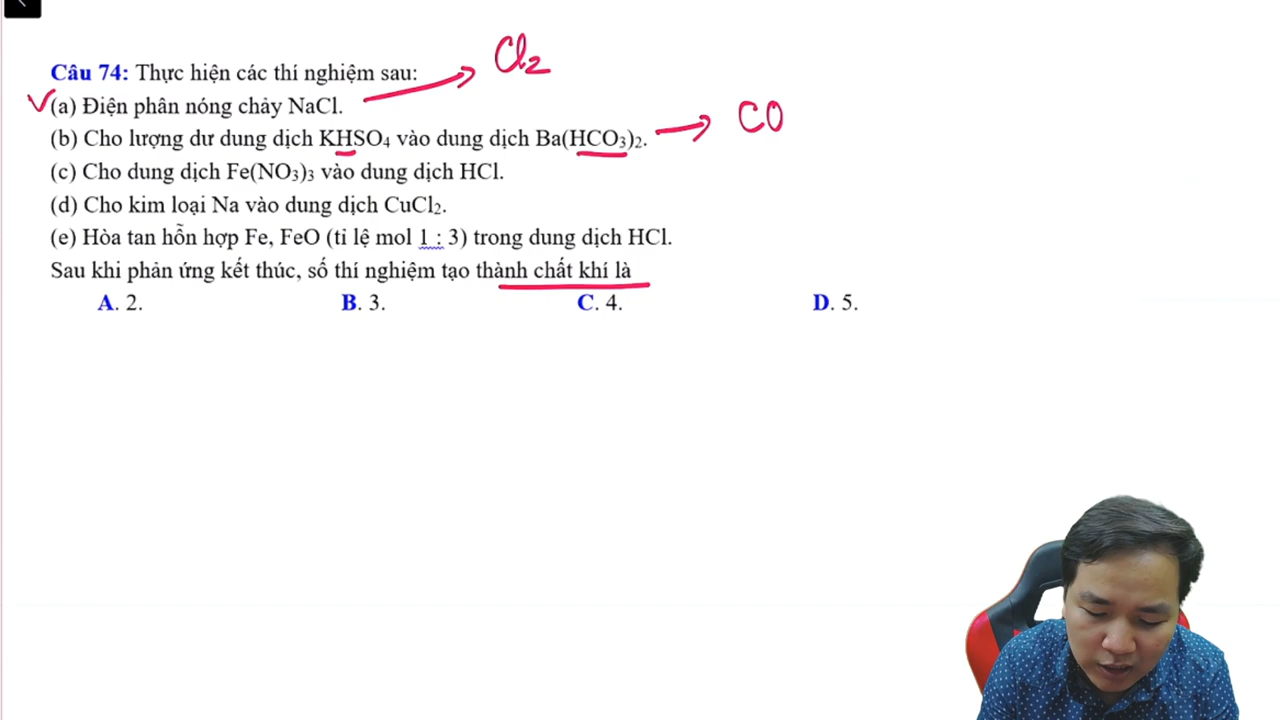 Câu 74: Thực hiện các thí nghiệm sau:
Cl₂
(a) Điện phân nóng chảy NaCl.
CO
(b) Cho lượng dư dung dịch KHSO₄ vào dung dịch Ba(HCO₃)₂.
(c) Cho dung dịch Fe(NO₃)₃ vào dung dịch HCl.
(d) Cho kim loại Na vào dung dịch CuCl₂.
(e) Hòa tan hỗn hợp Fe, FeO (tỉ lệ mol 1 : 3) trong dung dịch HCl.
Sau khi phản ứng kết thúc, số thí nghiệm tạo thành chất khí là
A. 2. B. 3. C. 4. D. 5.